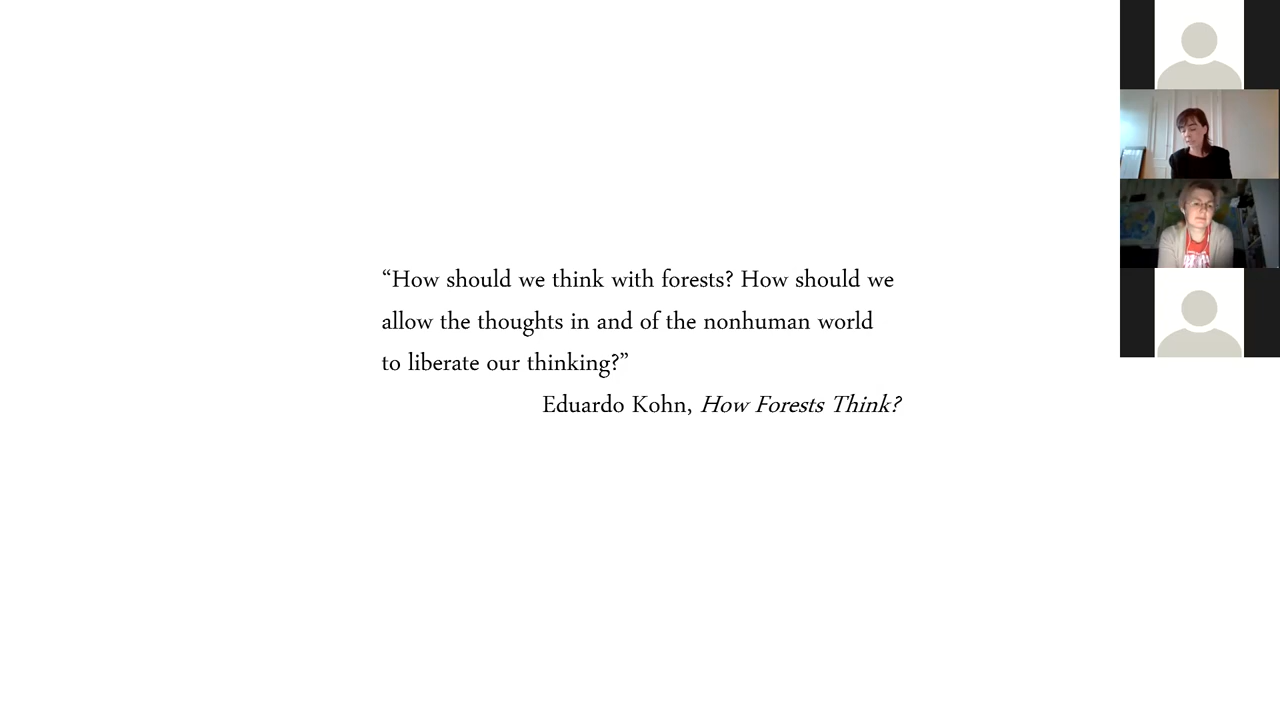 “How should we think with forests? How should we
allow the thoughts in and of the nonhuman world
to liberate our thinking?”
Eduardo Kohn, How Forests Think?